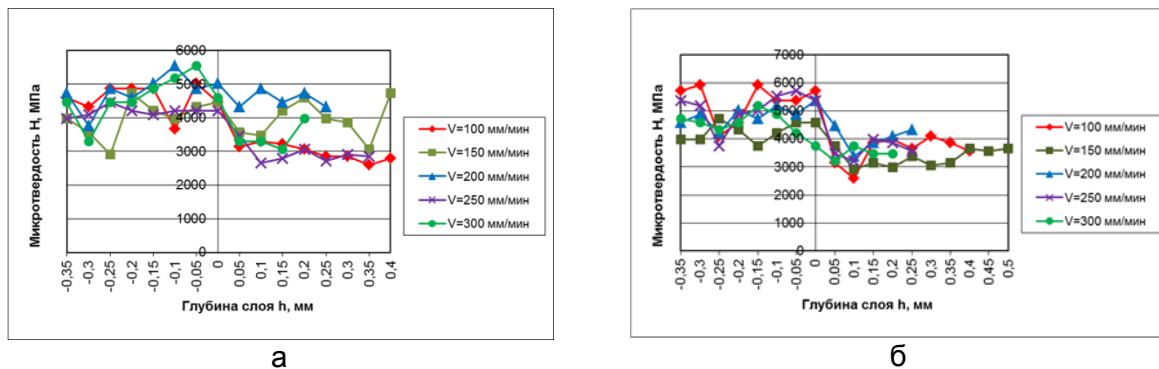 6000
5000
4000
3000
2000
1000
0
Микротвердость Н, МПа
-0,35 -0,3 -0,25 -0,2 -0,15 -0,1 -0,05 0 0,05 0,1 0,15 0,2 0,25 0,3 0,35 0,4
Глубина слоя h, мм
V=100 мм/мин
V=150 мм/мин
V=200 мм/мин
V=250 мм/мин
V=300 мм/мин
а
7000
6000
5000
4000
3000
2000
1000
0
Микротвердость Н, МПа
-0,35 -0,3 -0,25 -0,2 -0,15 -0,1 -0,05 0 0,05 0,1 0,15 0,2 0,25 0,3 0,35 0,4 0,45 0,5
Глубина слоя h, мм
V=100 мм/мин
V=150 мм/мин
V=200 мм/мин
V=250 мм/мин
V=300 мм/мин
б